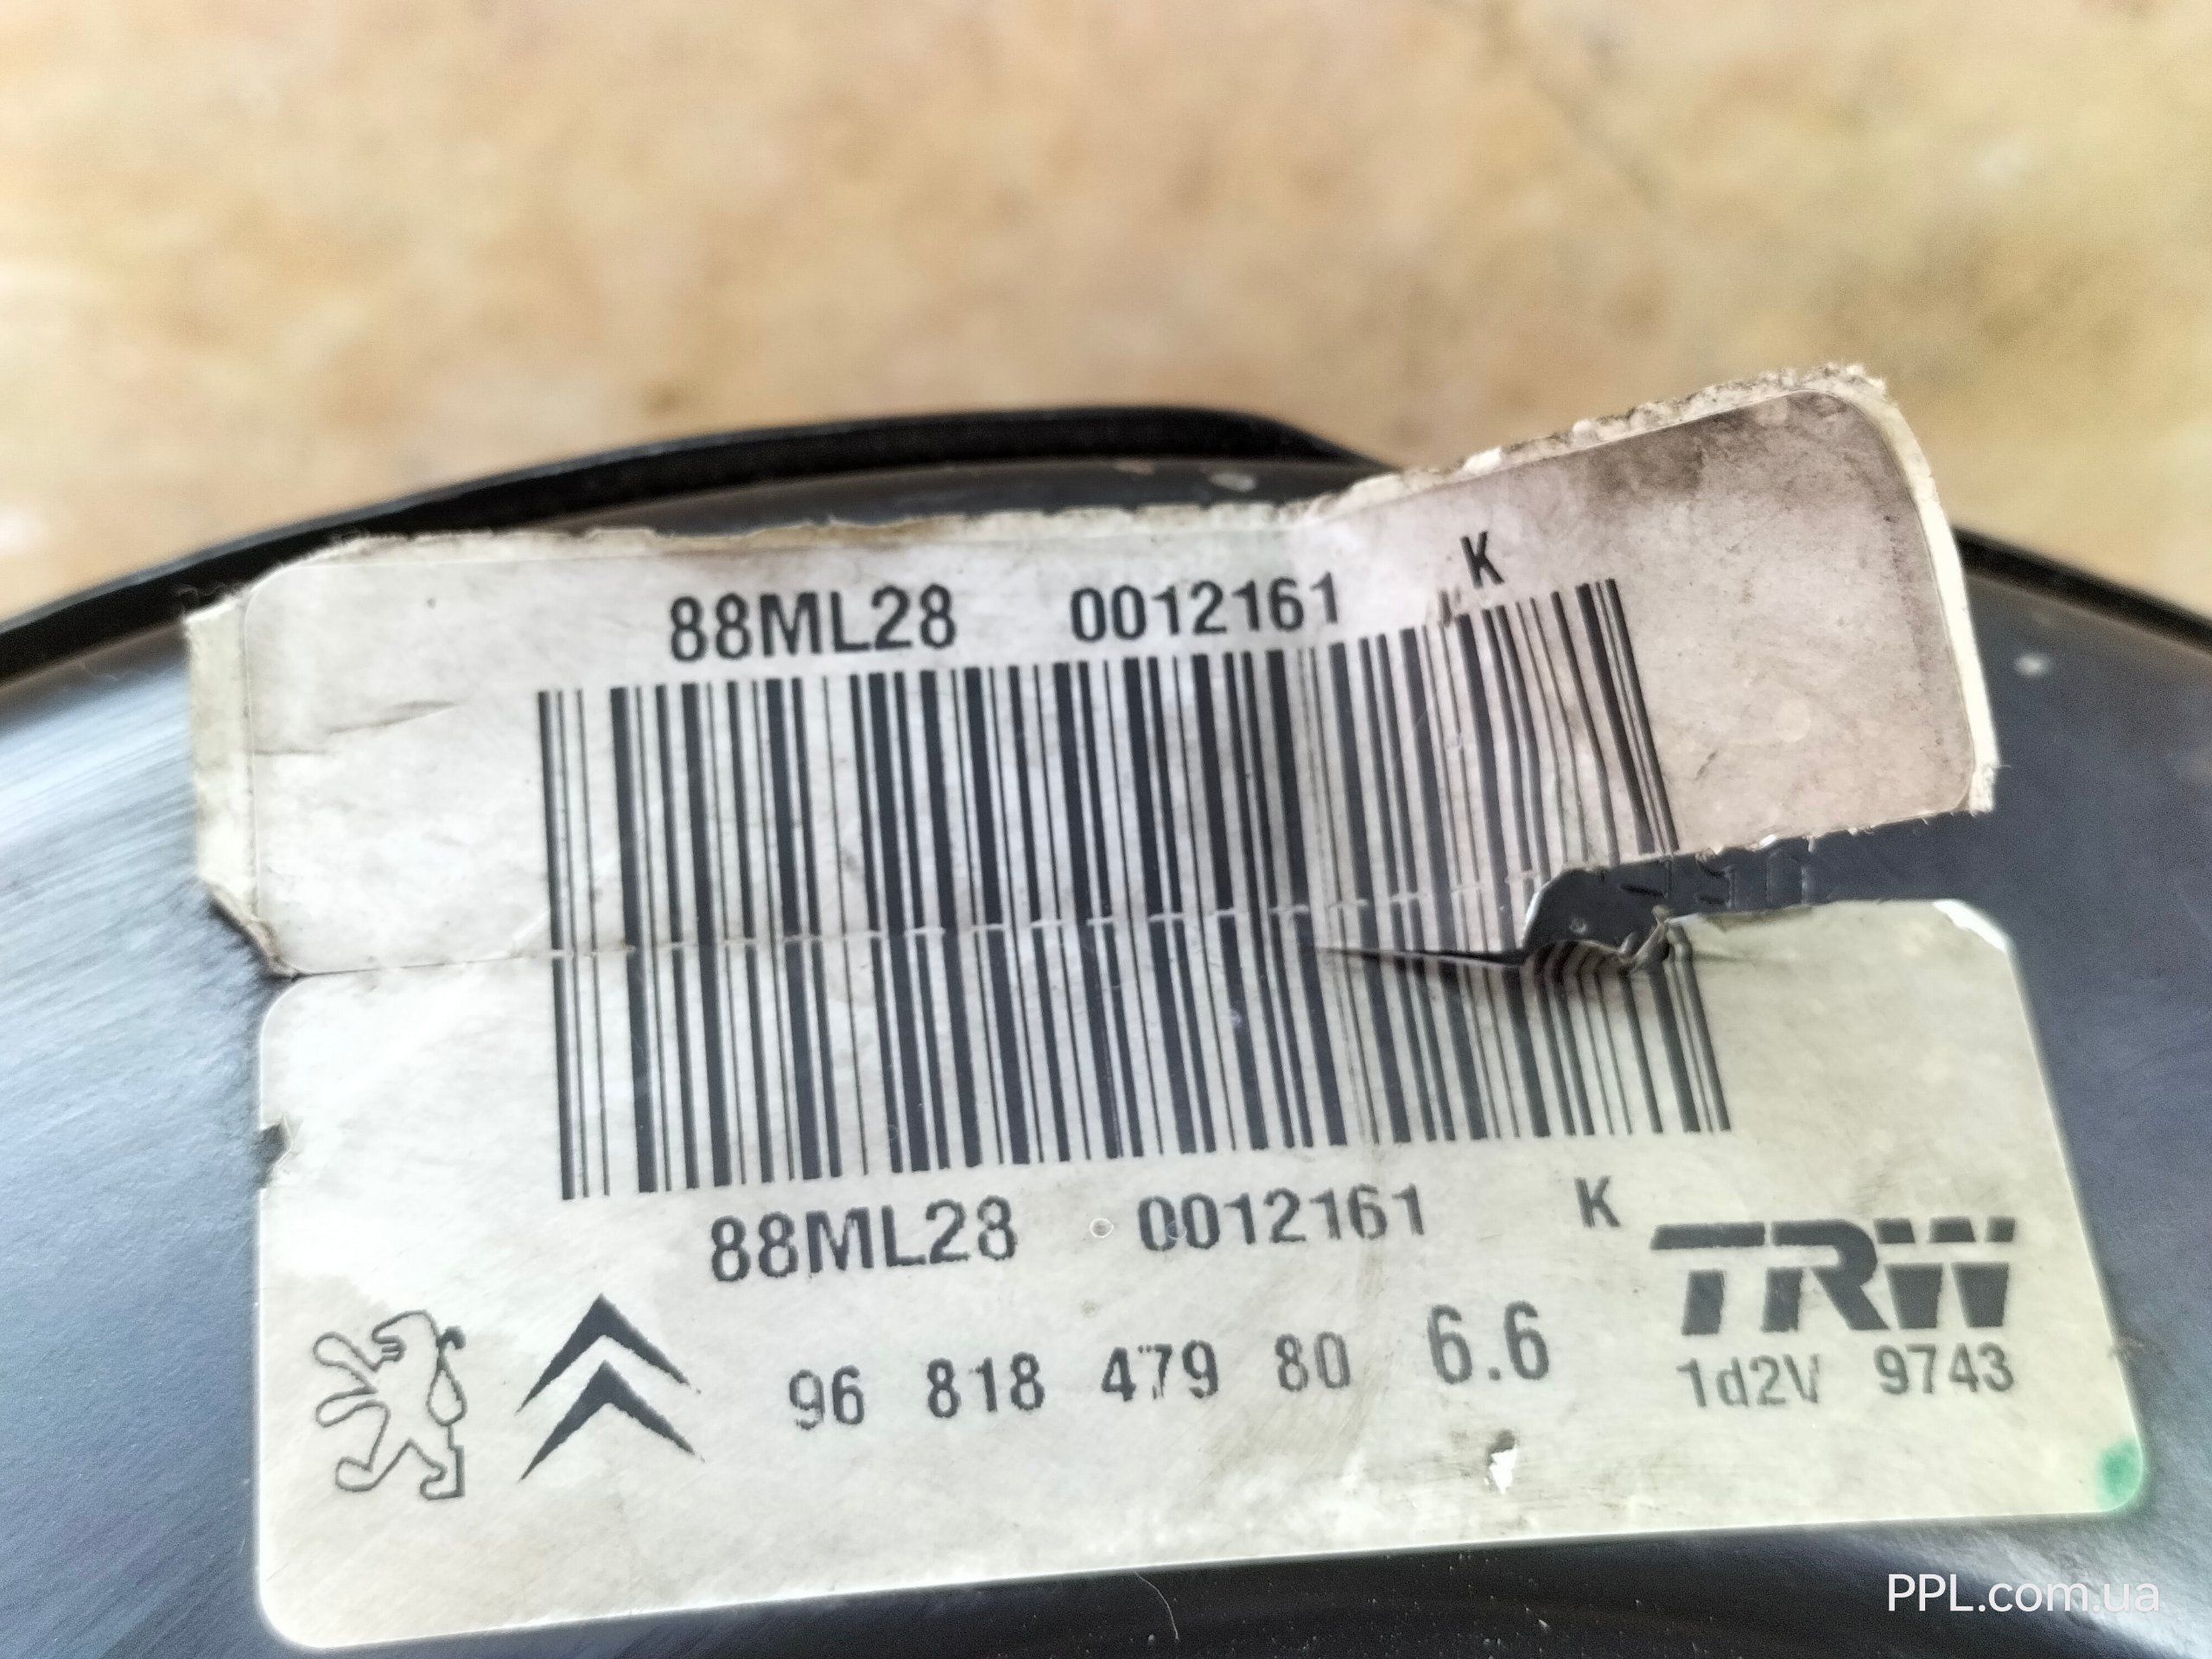 88ML28 0012161 K
88ML28 0012161 K
TRW
96 818 479 80 6.6
1d2V 9743
PPL.com.ua